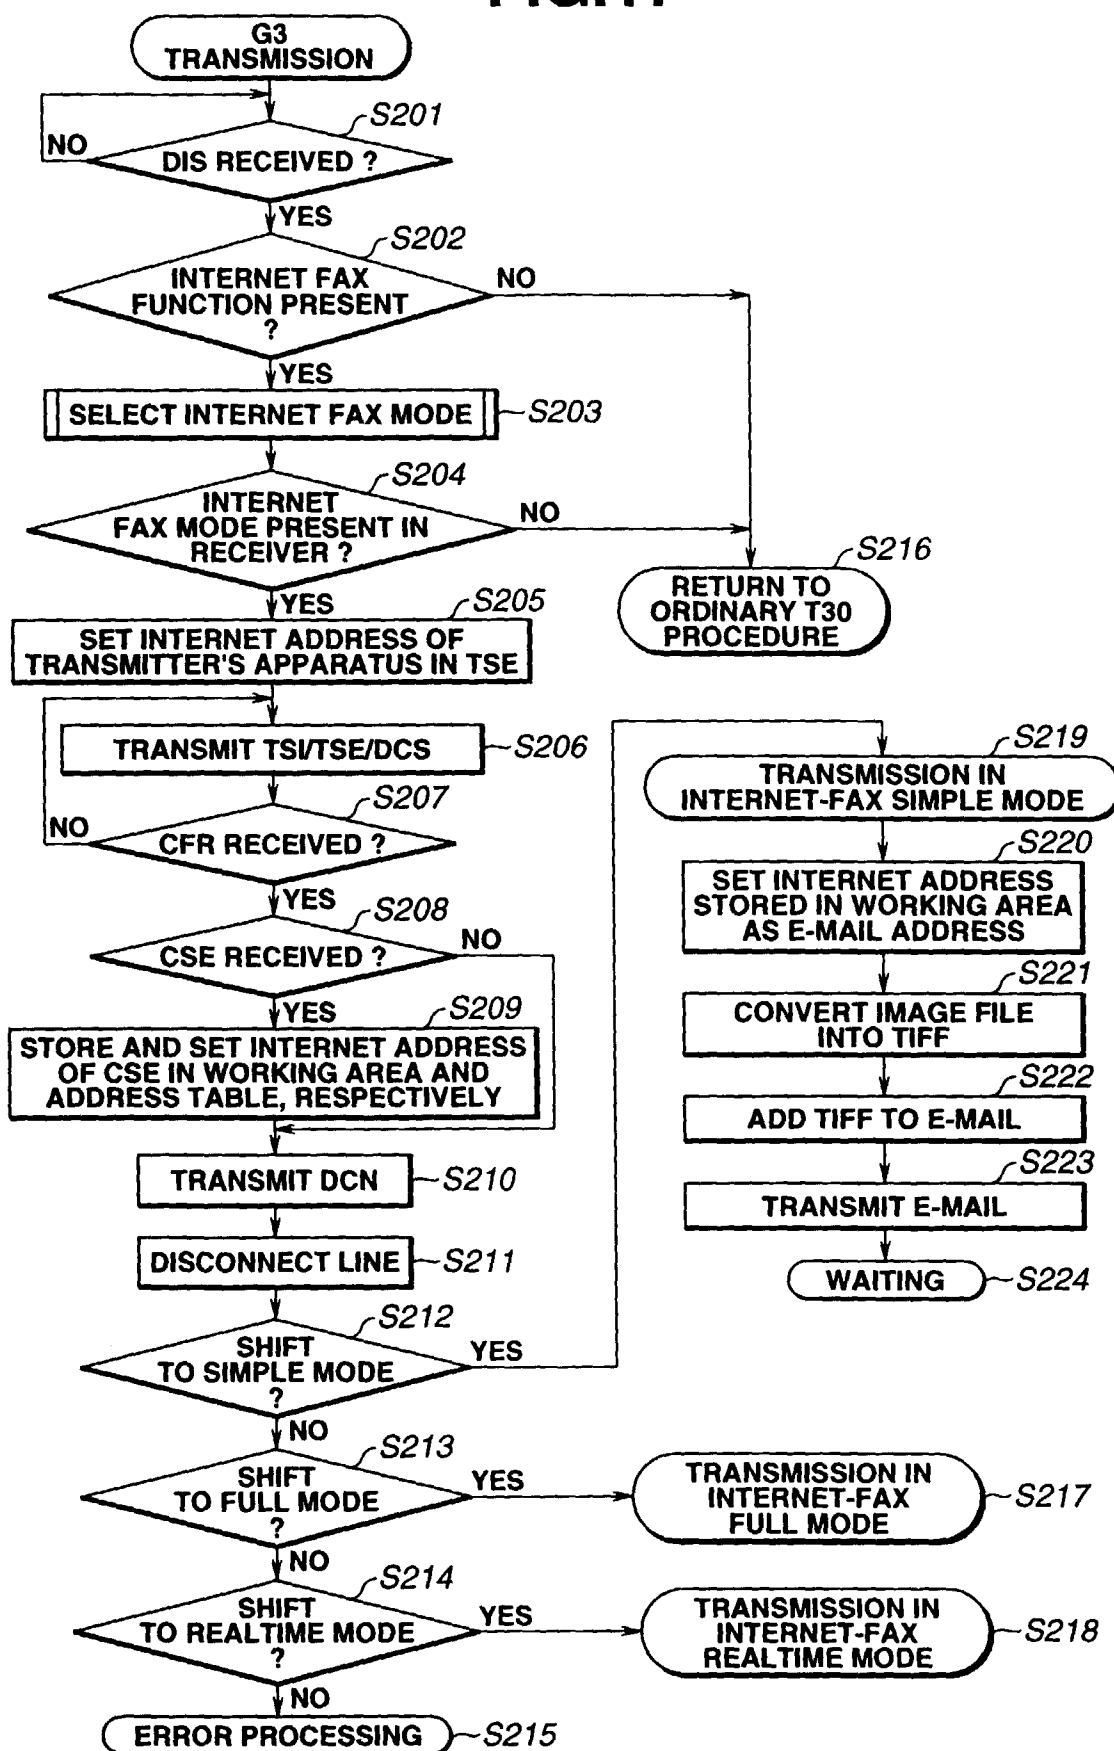 G3
TRANSMISSION
S201
NO
DIS RECEIVED ?
YES
S202
INTERNET FAX
FUNCTION PRESENT
?
NO
YES
SELECT INTERNET FAX MODE
S203
S204
INTERNET
FAX MODE PRESENT IN
RECEIVER ?
NO
S216
RETURN TO
ORDINARY T30
PROCEDURE
YES
S205
SET INTERNET ADDRESS OF
TRANSMITTER'S APPARATUS IN TSE
TRANSMIT TSI/TSE/DCS
S206
S207
NO
CFR RECEIVED ?
YES
S208
CSE RECEIVED ?
NO
YES
S209
STORE AND SET INTERNET ADDRESS
OF CSE IN WORKING AREA AND
ADDRESS TABLE, RESPECTIVELY
TRANSMIT DCN
S210
DISCONNECT LINE
S211
S212
SHIFT
TO SIMPLE MODE
?
YES
NO
S213
SHIFT
TO FULL MODE
?
YES
TRANSMISSION IN
INTERNET-FAX
FULL MODE
S217
NO
S214
SHIFT
TO REALTIME MODE
?
YES
TRANSMISSION IN
INTERNET-FAX
REALTIME MODE
S218
NO
ERROR PROCESSING
S215
S219
TRANSMISSION IN
INTERNET-FAX SIMPLE MODE
S220
SET INTERNET ADDRESS
STORED IN WORKING AREA
AS E-MAIL ADDRESS
S221
CONVERT IMAGE FILE
INTO TIFF
S222
ADD TIFF TO E-MAIL
S223
TRANSMIT E-MAIL
WAITING
S224